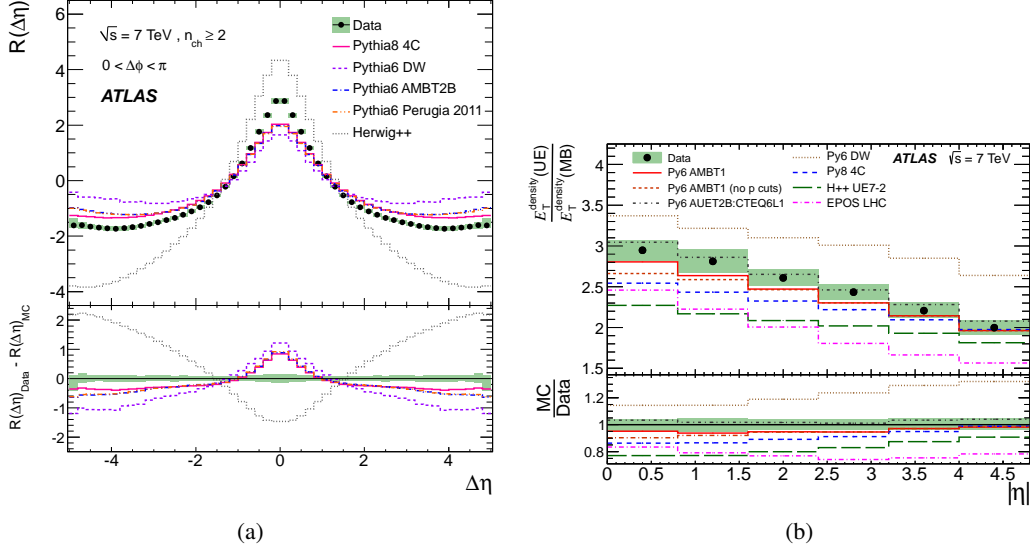 R(Δη)
6
4
2
0
-2
-4
√s = 7 TeV , n_ch ≥ 2
0 < Δϕ < π
ATLAS
Data
Pythia8 4C
Pythia6 DW
Pythia6 AMBT2B
Pythia6 Perugia 2011
Herwig++
R(Δη)_Data - R(Δη)_MC
2
1
0
-1
-2
-4 -2 0 2 4
Δη
(a)
E_T^density(UE)
E_T^density(MB)
4
3.5
3
2.5
2
1.5
Data
Py6 AMBT1
Py6 AMBT1 (no p cuts)
Py6 AUET2B:CTEQ6L1
Py6 DW
Py8 4C
H++ UE7-2
EPOS LHC
ATLAS √s = 7 TeV
MC
Data
1.2
1
0.8
0 0.5 1 1.5 2 2.5 3 3.5 4 4.5
|η|
(b)